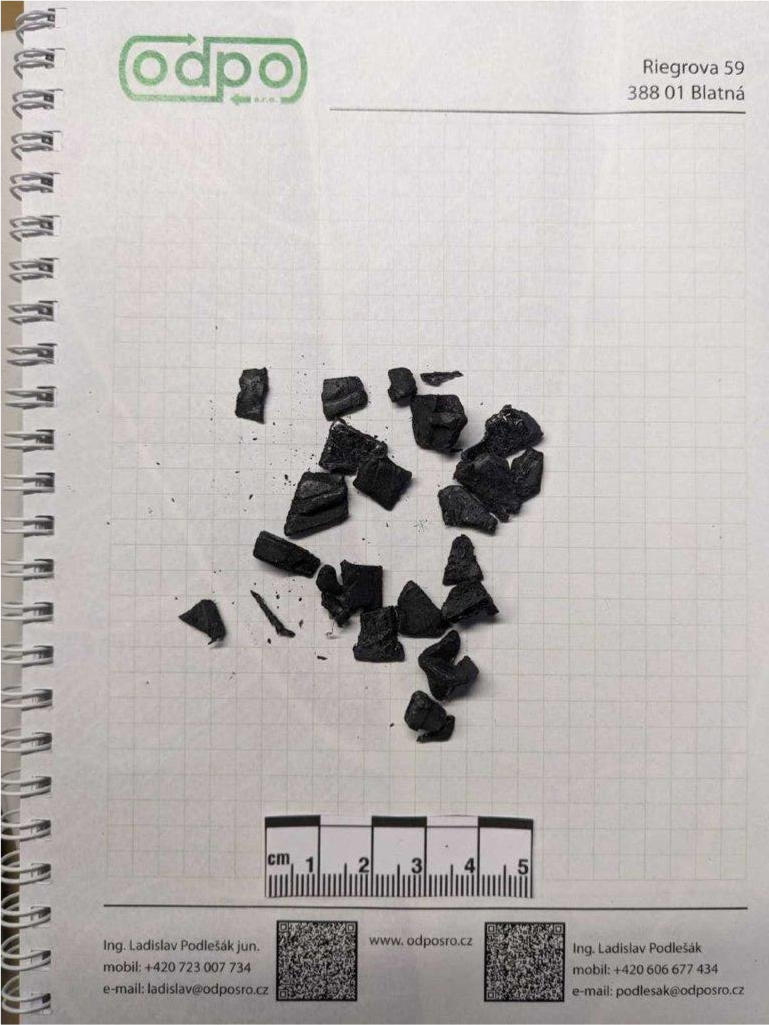 odpo
s.r.o.
Riegrova 59
388 01 Blatná
cm 1 2 3 4 5
Ing. Ladislav Podlešák jun.
mobil: +420 723 007 734
e-mail: ladislav@odposro.cz
www. odposro.cz
Ing. Ladislav Podlešák
mobil: +420 606 677 434
e-mail: podlesak@odposro.cz